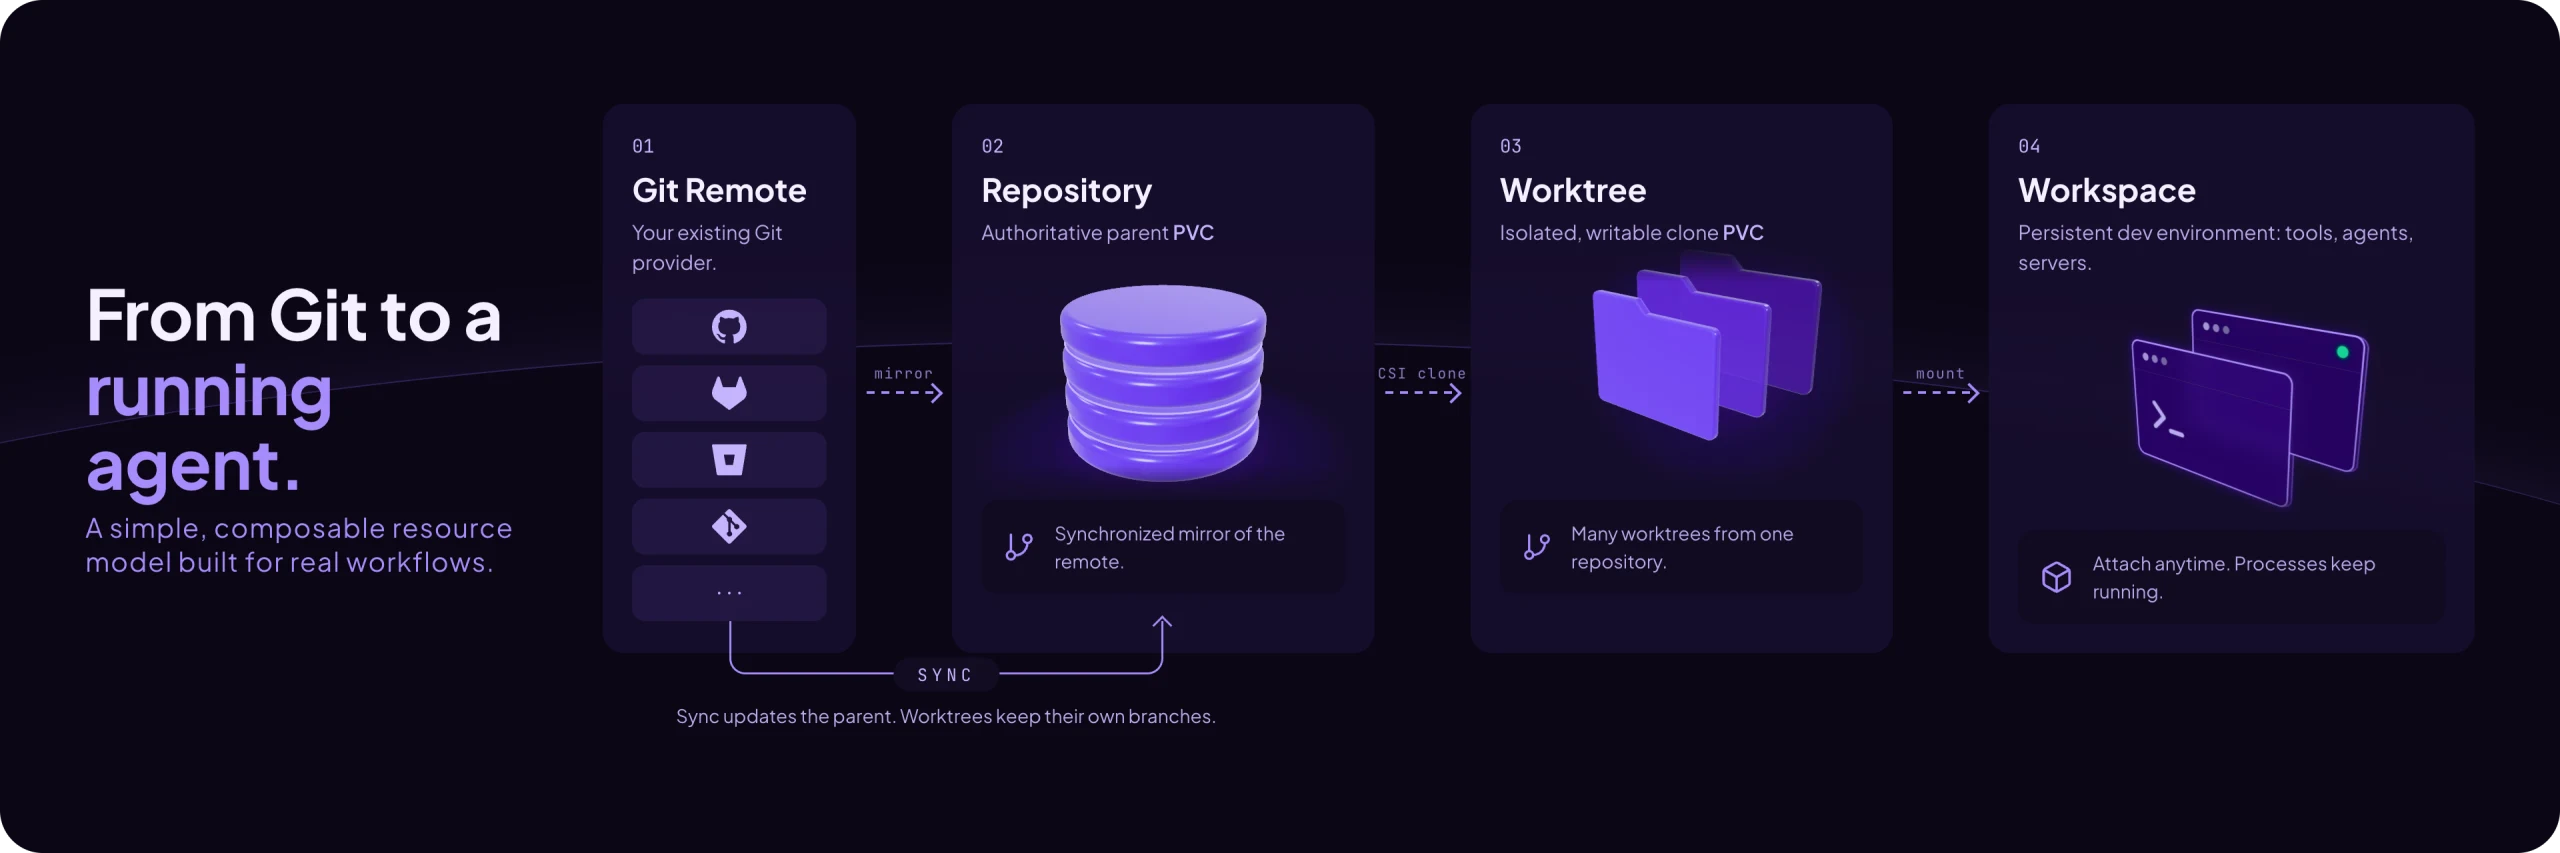 From Git to a
running
agent.
A simple, composable resource
model built for real workflows.
01
Git Remote
Your existing Git
provider.
...
mirror
02
Repository
Authoritative parent PVC
Synchronized mirror of the
remote.
SYNC
Sync updates the parent. Worktrees keep their own branches.
CSI clone
03
Worktree
Isolated, writable clone PVC
Many worktrees from one
repository.
mount
04
Workspace
Persistent dev environment: tools, agents,
servers.
>_
Attach anytime. Processes keep
running.